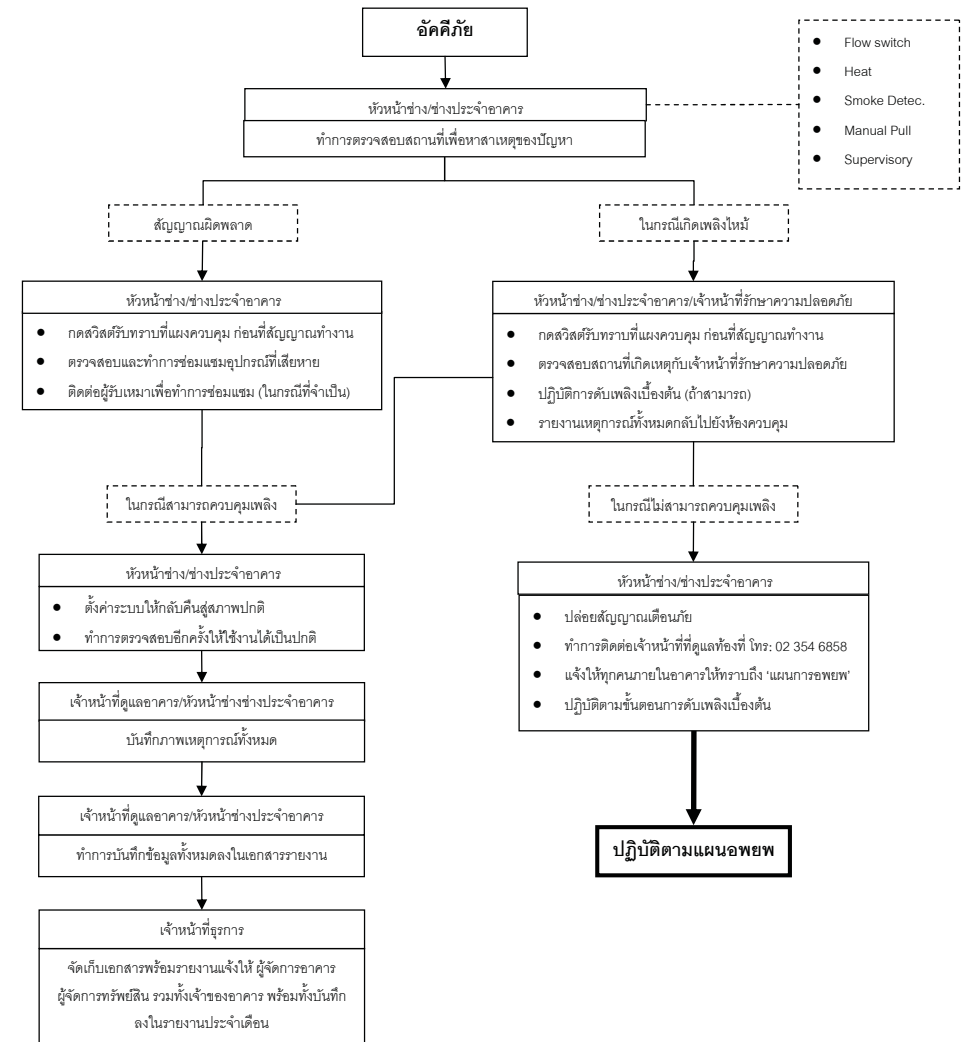 อัคคีภัย
Flow switch
Heat
Smoke Detec.
Manual Pull
Supervisory
หัวหน้าช่าง/ช่างประจำอาคาร
ทำการตรวจสอบสถานที่เพื่อหาสาเหตุของปัญหา
สัญญาณผิดพลาด
ในกรณีเกิดเพลิงไหม้
หัวหน้าช่าง/ช่างประจำอาคาร
กดสวิสต์รับทราบที่แผงควบคุม ก่อนที่สัญญาณทำงาน
ตรวจสอบและทำการซ่อมแซมอุปกรณ์ที่เสียหาย
ติดต่อผู้รับเหมาเพื่อทำการซ่อมแซม (ในกรณีที่จำเป็น)
หัวหน้าช่าง/ช่างประจำอาคาร/เจ้าหน้าที่รักษาความปลอดภัย
กดสวิสต์รับทราบที่แผงควบคุม ก่อนที่สัญญาณทำงาน
ตรวจสอบสถานที่เกิดเหตุกับเจ้าหน้าที่รักษาความปลอดภัย
ปฏิบัติการดับเพลิงเบื้องต้น (ถ้าสามารถ)
รายงานเหตุการณ์ทั้งหมดกลับไปยังห้องควบคุม
ในกรณีสามารถควบคุมเพลิง
ในกรณีไม่สามารถควบคุมเพลิง
หัวหน้าช่าง/ช่างประจำอาคาร
ตั้งค่าระบบให้กลับคืนสู่สภาพปกติ
ทำการตรวจสอบอีกครั้งให้ใช้งานได้เป็นปกติ
หัวหน้าช่าง/ช่างประจำอาคาร
ปล่อยสัญญาณเตือนภัย
ทำการติดต่อเจ้าหน้าที่ที่ดูแลท้องที่ โทร: 02 354 6858
แจ้งให้ทุกคนภายในอาคารให้ทราบถึง ‘แผนการอพยพ’
ปฏิบัติตามขั้นตอนการดับเพลิงเบื้องต้น
เจ้าหน้าที่ดูแลอาคาร/หัวหน้าช่างช่างประจำอาคาร
บันทึกภาพเหตุการณ์ทั้งหมด
เจ้าหน้าที่ดูแลอาคาร/หัวหน้าช่างประจำอาคาร
ทำการบันทึกข้อมูลทั้งหมดลงในเอกสารรายงาน
ปฏิบัติตามแผนอพยพ
เจ้าหน้าที่ธุรการ
จัดเก็บเอกสารพร้อมรายงานแจ้งให้ ผู้จัดการอาคาร
ผู้จัดการทรัพย์สิน รวมทั้งเจ้าของอาคาร พร้อมทั้งบันทึก
ลงในรายงานประจำเดือน